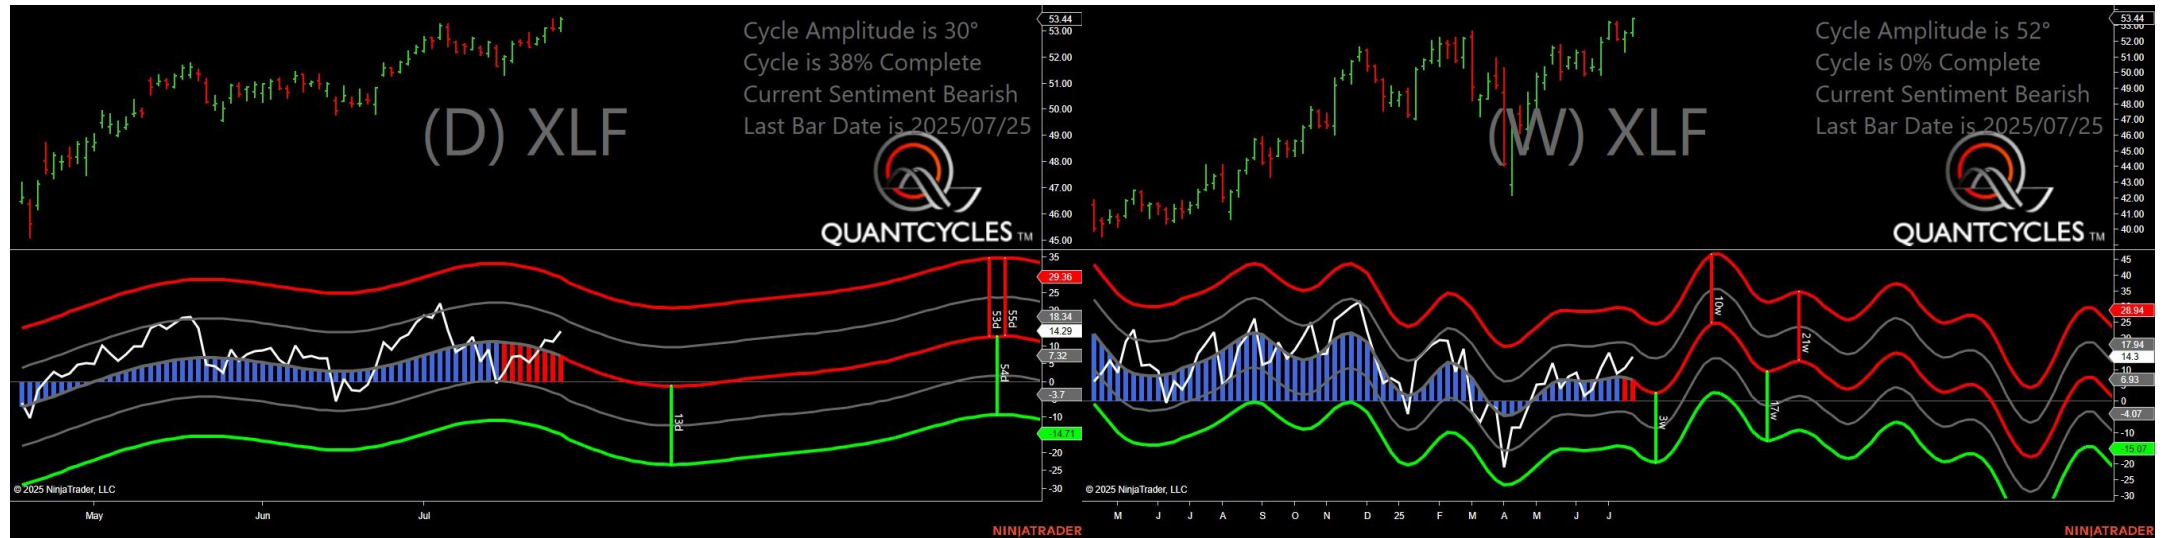 Cycle Amplitude is 30°
Cycle is 38% Complete
Current Sentiment Bearish
Last Bar Date is 2025/07/25
(D) XLF
QUANTCYCLES TM
53.44
53.00
52.00
51.00
50.00
49.00
48.00
47.00
46.00
45.00
35
29.36
25
18.34
14.29
10
7.32
5
0
-3.7
-10
-14.71
-20
-25
-30
53d
55d
54d
13d
© 2025 NinjaTrader, LLC
May Jun Jul
NINJATRADER
Cycle Amplitude is 52°
Cycle is 0% Complete
Current Sentiment Bearish
Last Bar Date is 2025/07/25
(W) XLF
QUANTCYCLES TM
53.44
53.00
52.00
51.00
50.00
49.00
48.00
47.00
46.00
45.00
44.00
43.00
42.00
41.00
40.00
45
40
35
28.94
25
17.94
14.3
6.93
0
-4.07
-10
-15.07
-20
-25
-30
10w
21w
3w
17w
© 2025 NinjaTrader, LLC
M J J A S O N D 25 F M A M J J
NINJATRADER